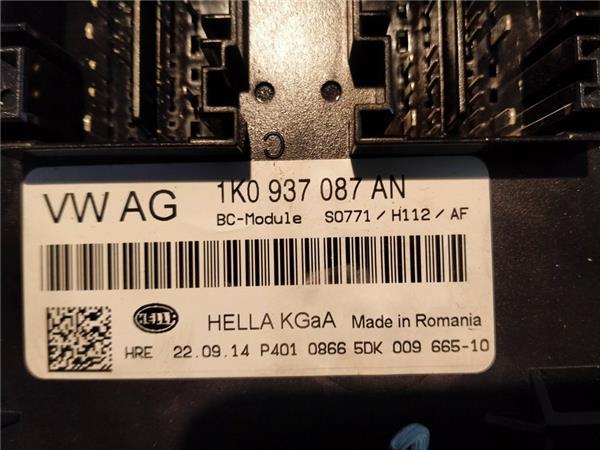 C
VW AG
1K0 937 087 AN
BC-Module S0771 / H112 / AF
HELLA
HELLA KGaA Made in Romania
HRE 22.09.14 P401 0866 5DK 009 665-10